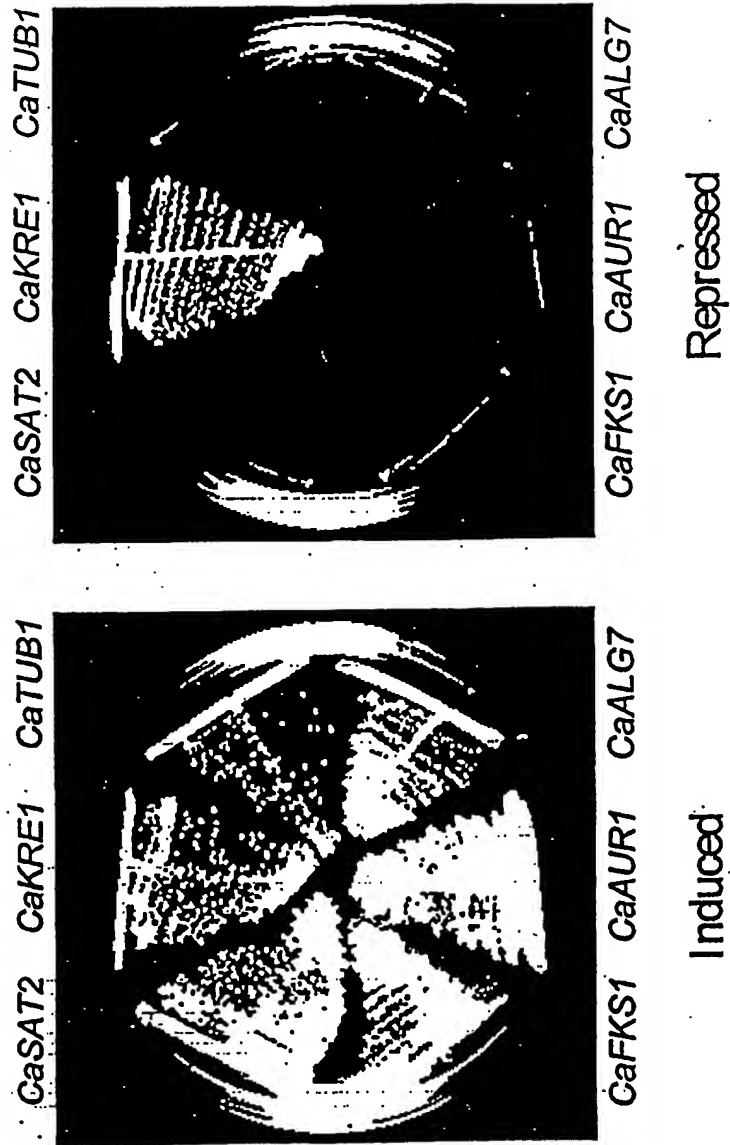 CaSAT2 CaKRE1 CaTUB1
CaFKS1 CaAUR1 CaALG7
Repressed
CaSAT2 CaKRE1 CaTUB1
CaFKS1 CaAUR1 CaALG7
Induced